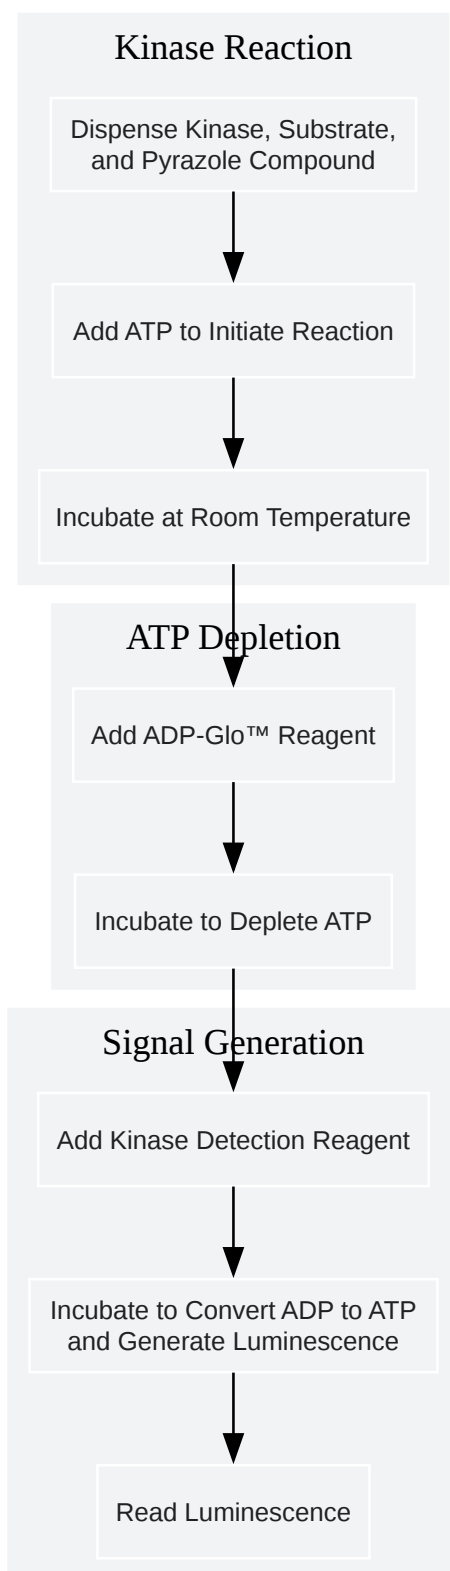 Kinase Reaction
Dispense Kinase, Substrate,
and Pyrazole Compound
Add ATP to Initiate Reaction
Incubate at Room Temperature
ATP Depletion
Add ADP-Glo™ Reagent
Incubate to Deplete ATP
Signal Generation
Add Kinase Detection Reagent
Incubate to Convert ADP to ATP
and Generate Luminescence
Read Luminescence